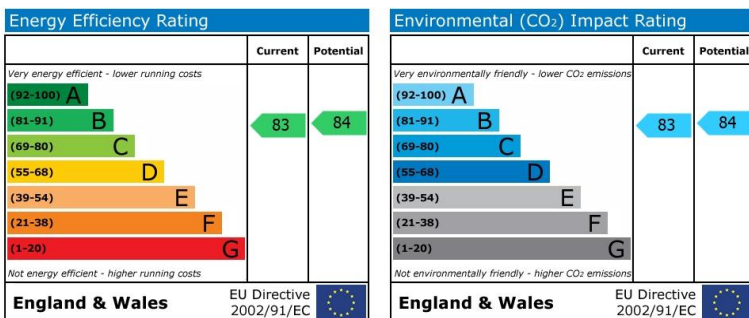 Energy Efficiency Rating
Current Potential
Very energy efficient - lower running costs
(92-100) A
(81-91) B
(69-80) C
(55-68) D
(39-54) E
(21-38) F
(1-20) G
83 84
Not energy efficient - higher running costs
England & Wales
EU Directive
2002/91/EC
Environmental (CO₂) Impact Rating
Current Potential
Very environmentally friendly - lower CO₂ emissions
(92-100) A
(81-91) B
(69-80) C
(55-68) D
(39-54) E
(21-38) F
(1-20) G
83 84
Not environmentally friendly - higher CO₂ emissions
England & Wales
EU Directive
2002/91/EC